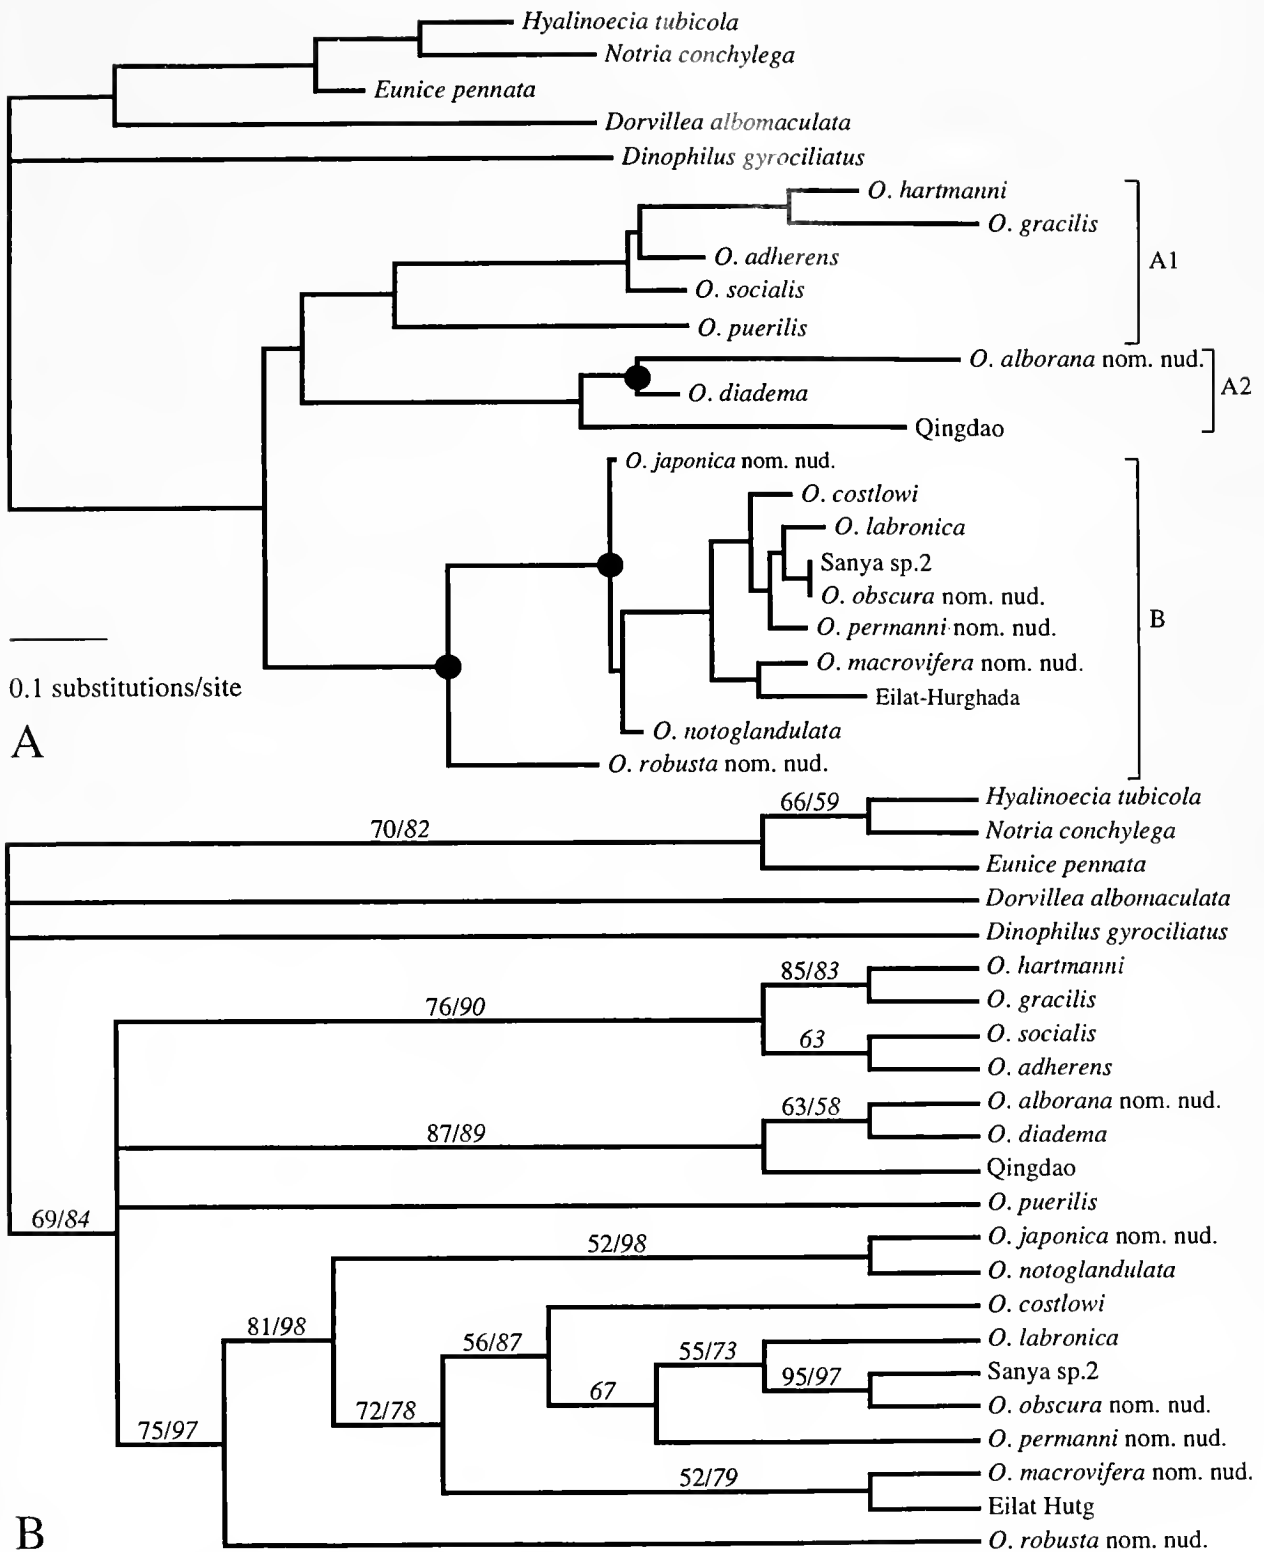 Hyalinoecia tubicola
Notria conchylega
Eunice pennata
Dorvillea albomaculata
Dinophilus gyrociliatus
O. hartmanni
O. gracilis
O. adherens
A1
O. socialis
O. puerilis
O. alborana nom. nud.
O. diadema
A2
Qingdao
O. japonica nom. nud.
O. costlowi
O. labronica
Sanya sp.2
O. obscura nom. nud.
O. permanni nom. nud.
B
O. macrovifera nom. nud.
0.1 substitutions/site
Eilat-Hurghada
O. notoglandulata
A
O. robusta nom. nud.
66/59
Hyalinoecia tubicola
70/82
Notria conchylega
Eunice pennata
Dorvillea albomaculata
Dinophilus gyrociliatus
85/83
O. hartmanni
76/90
O. gracilis
63
O. socialis
O. adherens
63/58
O. alborana nom. nud.
87/89
O. diadema
Qingdao
O. puerilis
69/84
52/98
O. japonica nom. nud.
O. notoglandulata
O. costlowi
81/98
56/87
55/73
O. labronica
95/97
Sanya sp.2
67
O. obscura nom. nud.
72/78
75/97
O. permanni nom. nud.
52/79
O. macrovifera nom. nud.
Eilat Hutg
B
O. robusta nom. nud.